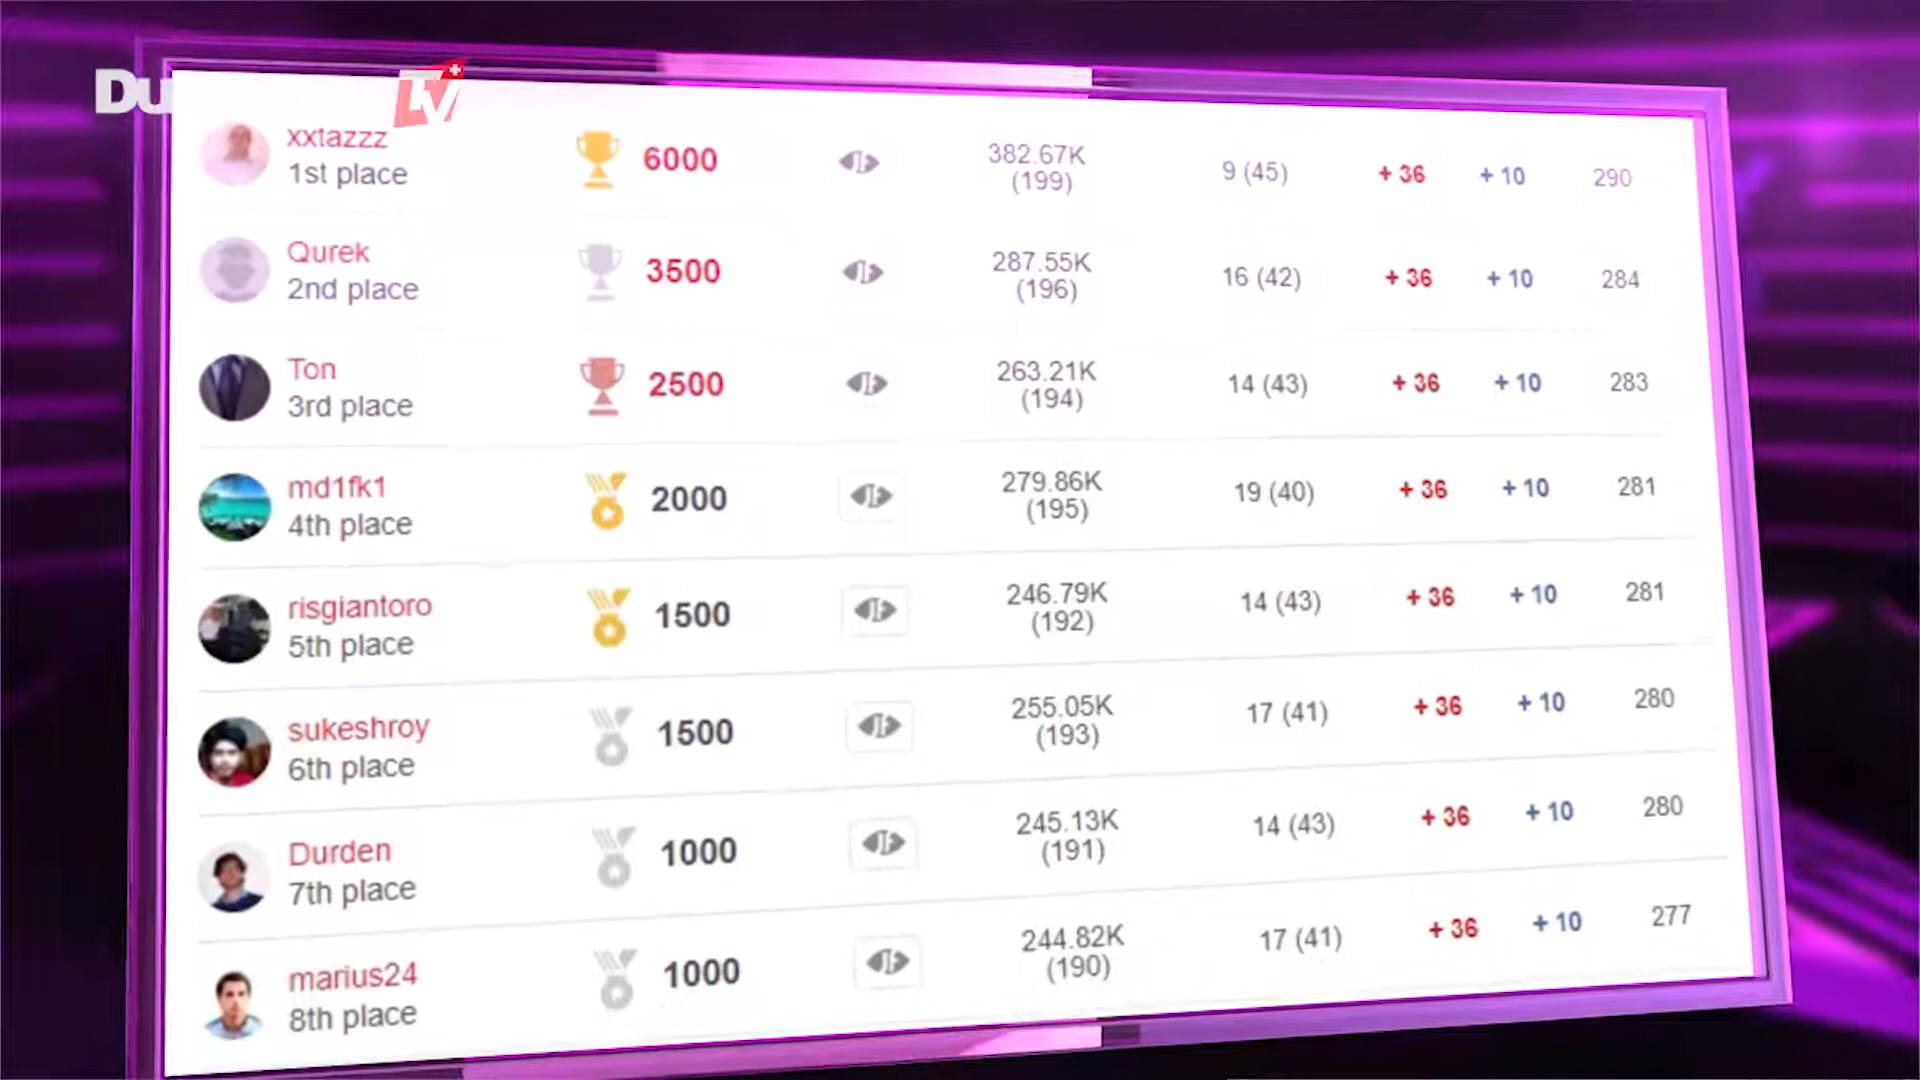 Du TV
xxtazzz 6000 382.67K 9 (45) + 36 + 10 290
1st place (199)
Qurek 3500 287.55K 16 (42) + 36 + 10 284
2nd place (196)
Ton 2500 263.21K 14 (43) + 36 + 10 283
3rd place (194)
md1fk1 2000 279.86K 19 (40) + 36 + 10 281
4th place (195)
risgiantoro 1500 246.79K 14 (43) + 36 + 10 281
5th place (192)
sukeshroy 1500 255.05K 17 (41) + 36 + 10 280
6th place (193)
Durden 1000 245.13K 14 (43) + 36 + 10 280
7th place (191)
marius24 1000 244.82K 17 (41) + 36 + 10 277
8th place (190)